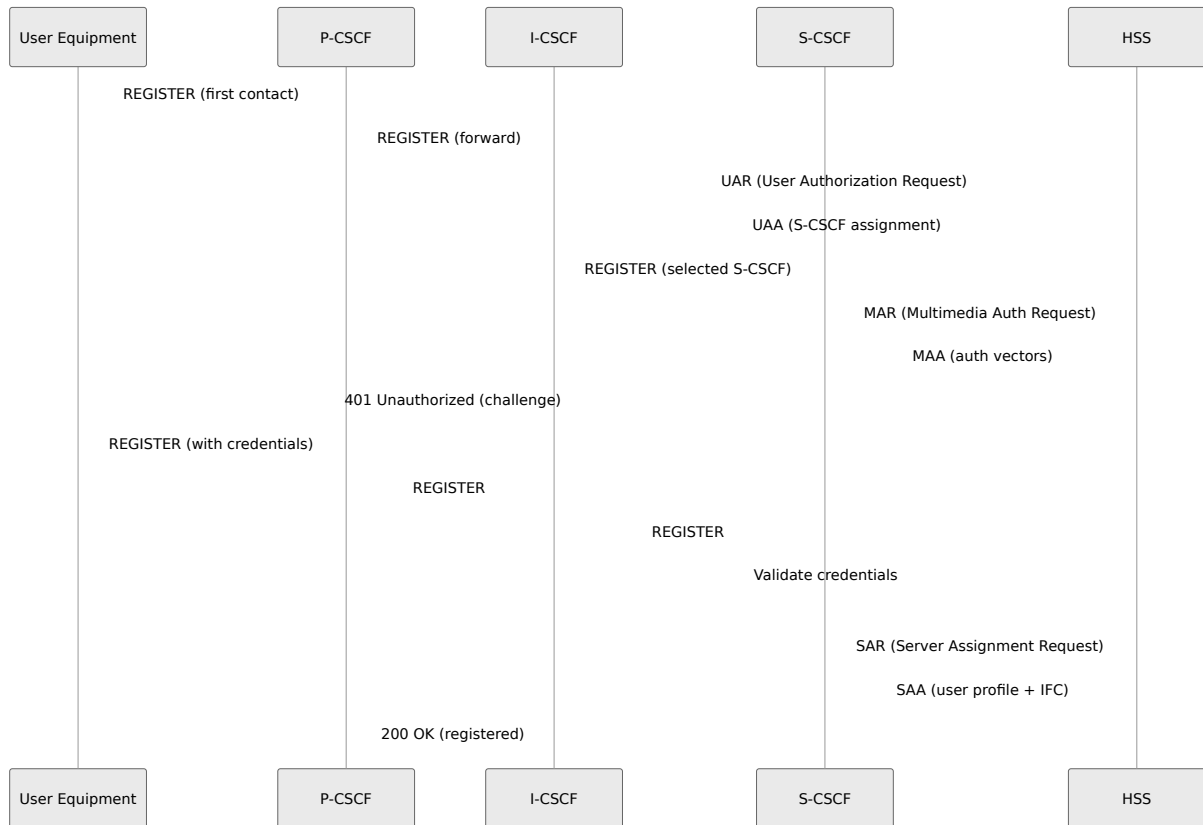 User Equipment
P-CSCF
I-CSCF
S-CSCF
HSS
REGISTER (first contact)
REGISTER (forward)
UAR (User Authorization Request)
UAA (S-CSCF assignment)
REGISTER (selected S-CSCF)
MAR (Multimedia Auth Request)
MAA (auth vectors)
401 Unauthorized (challenge)
REGISTER (with credentials)
REGISTER
REGISTER
Validate credentials
SAR (Server Assignment Request)
SAA (user profile + IFC)
200 OK (registered)
User Equipment
P-CSCF
I-CSCF
S-CSCF
HSS